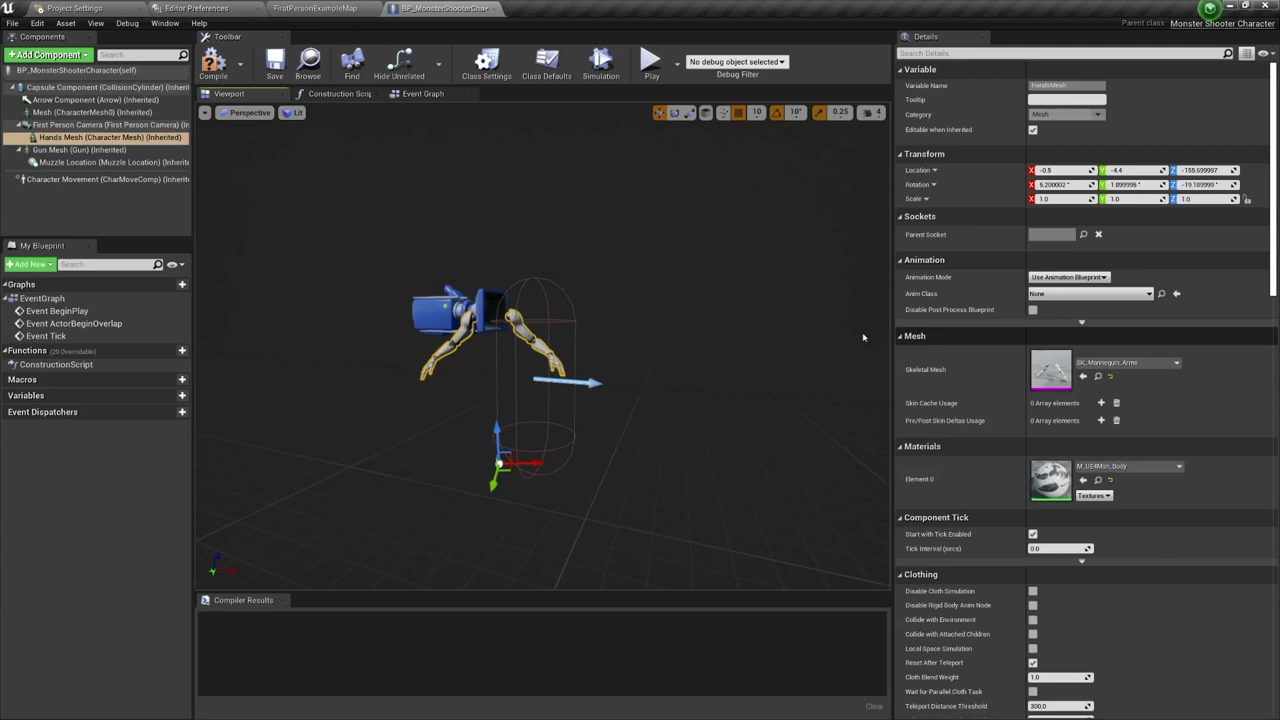 Project Settings
Editor Preferences
FirstPersonExampleMap
BP_MonsterShooterCha
File Edit Asset View Debug Window Help
Parent class: Monster Shooter Character
Components
+Add Component
Search
BP_MonsterShooterCharacter(self)
Capsule Component (CollisionCylinder) (Inherit
Arrow Component (Arrow) (Inherited)
Mesh (CharacterMesh0) (Inherited)
First Person Camera (First Person Camera) (In
Hands Mesh (Character Mesh) (Inherited)
Gun Mesh (Gun) (Inherited)
Muzzle Location (Muzzle Location) (Inherite
Character Movement (CharMoveComp) (Inherite
My Blueprint
+Add New
Search
Graphs
EventGraph
Event BeginPlay
Event ActorBeginOverlap
Event Tick
Functions (29 Overridable)
ConstructionScript
Macros
Variables
Event Dispatchers
Toolbar
Compile
Save
Browse
Find
Hide Unrelated
Class Settings
Class Defaults
Simulation
Play
No debug object selected
Debug Filter
Viewport
Construction Scrip
Event Graph
Perspective
Lit
10
10°
0.25
4
X
Z
Compiler Results
Clear
Details
Search Details
Variable
Variable Name HandsMesh
Tooltip
Category Mesh
Editable when Inherited
Transform
Location X -0.5 Y -4.4 Z -155.699997
Rotation X 5.200002 ° Y 1.899995 ° Z -19.189999 °
Scale X 1.0 Y 1.0 Z 1.0
Sockets
Parent Socket
Animation
Animation Mode Use Animation Blueprint
Anim Class None
Disable Post Process Blueprint
Mesh
Skeletal Mesh SK_Mannequin_Arms
Skin Cache Usage 0 Array elements
Pre/Post Skin Deltas Usage 0 Array elements
Materials
Element 0 M_UE4Man_Body
Textures
Component Tick
Start with Tick Enabled
Tick Interval (secs) 0.0
Clothing
Disable Cloth Simulation
Disable Rigid Body Anim Node
Collide with Environment
Collide with Attached Children
Local Space Simulation
Reset After Teleport
Cloth Blend Weight 1.0
Wait for Parallel Cloth Task
Teleport Distance Threshold 300.0